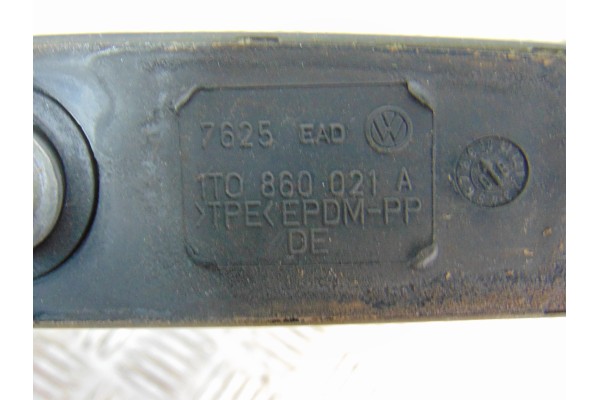 7625 EAD
1T0 860 021 A
>TPE< EPDM-PP
DE